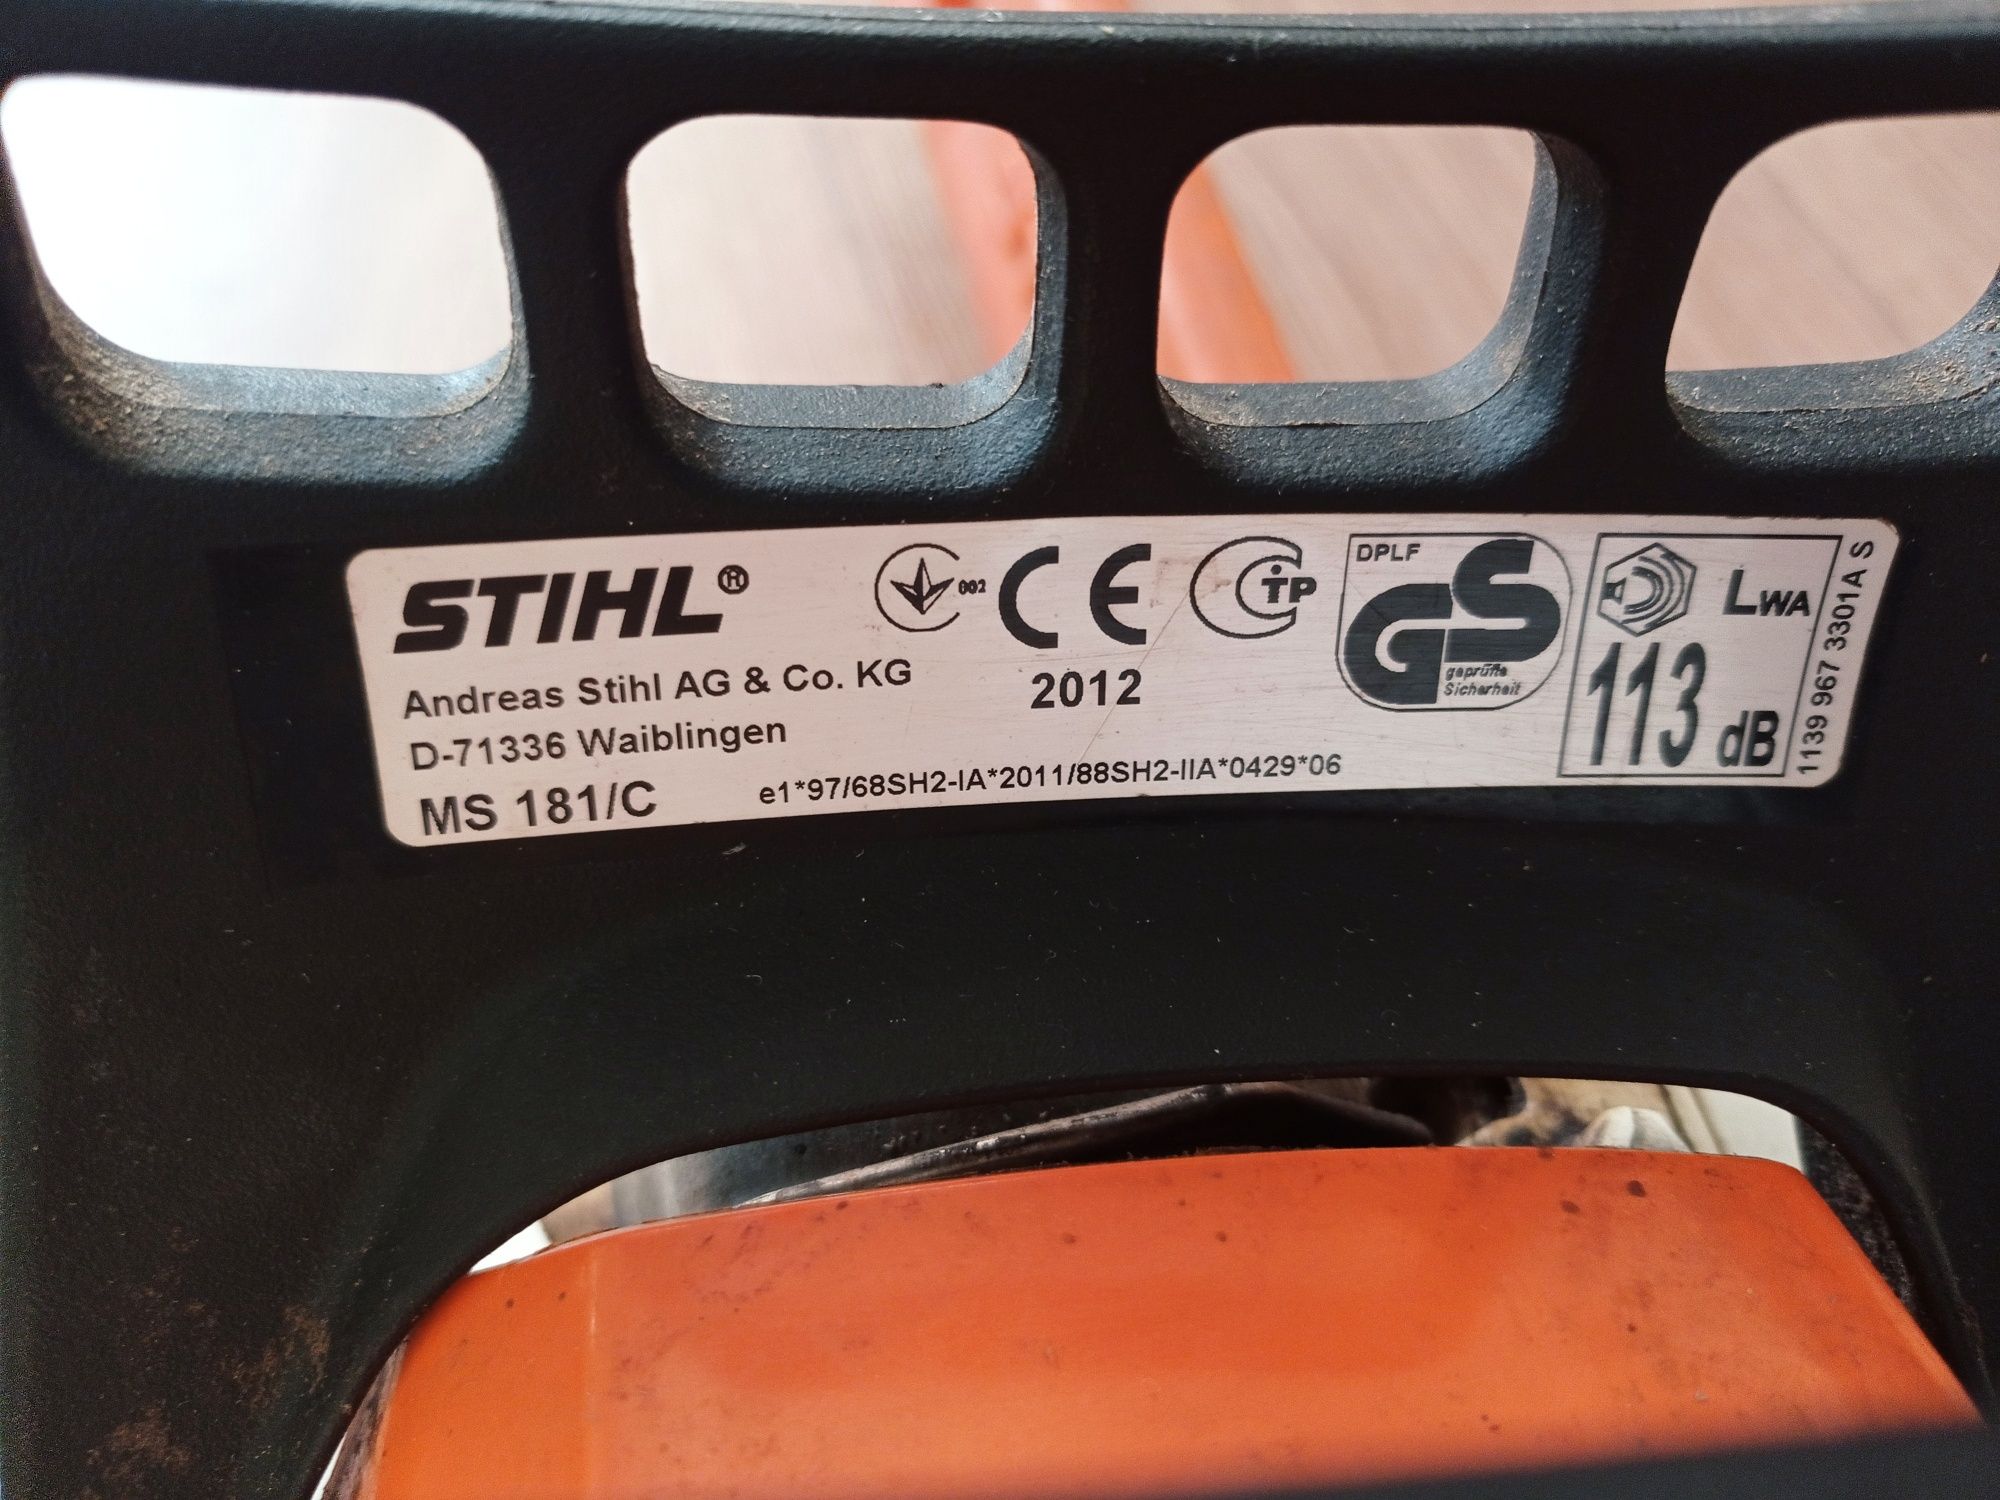 STIHL®
Andreas Stihl AG & Co. KG
D-71336 Waiblingen
MS 181/C
002
CE
2012
TP
e1*97/68SH2-IA*2011/88SH2-IIA*0429*06
DPLF
GS
geprüfte
Sicherheit
LWA
113 dB
1139 967 3301A S